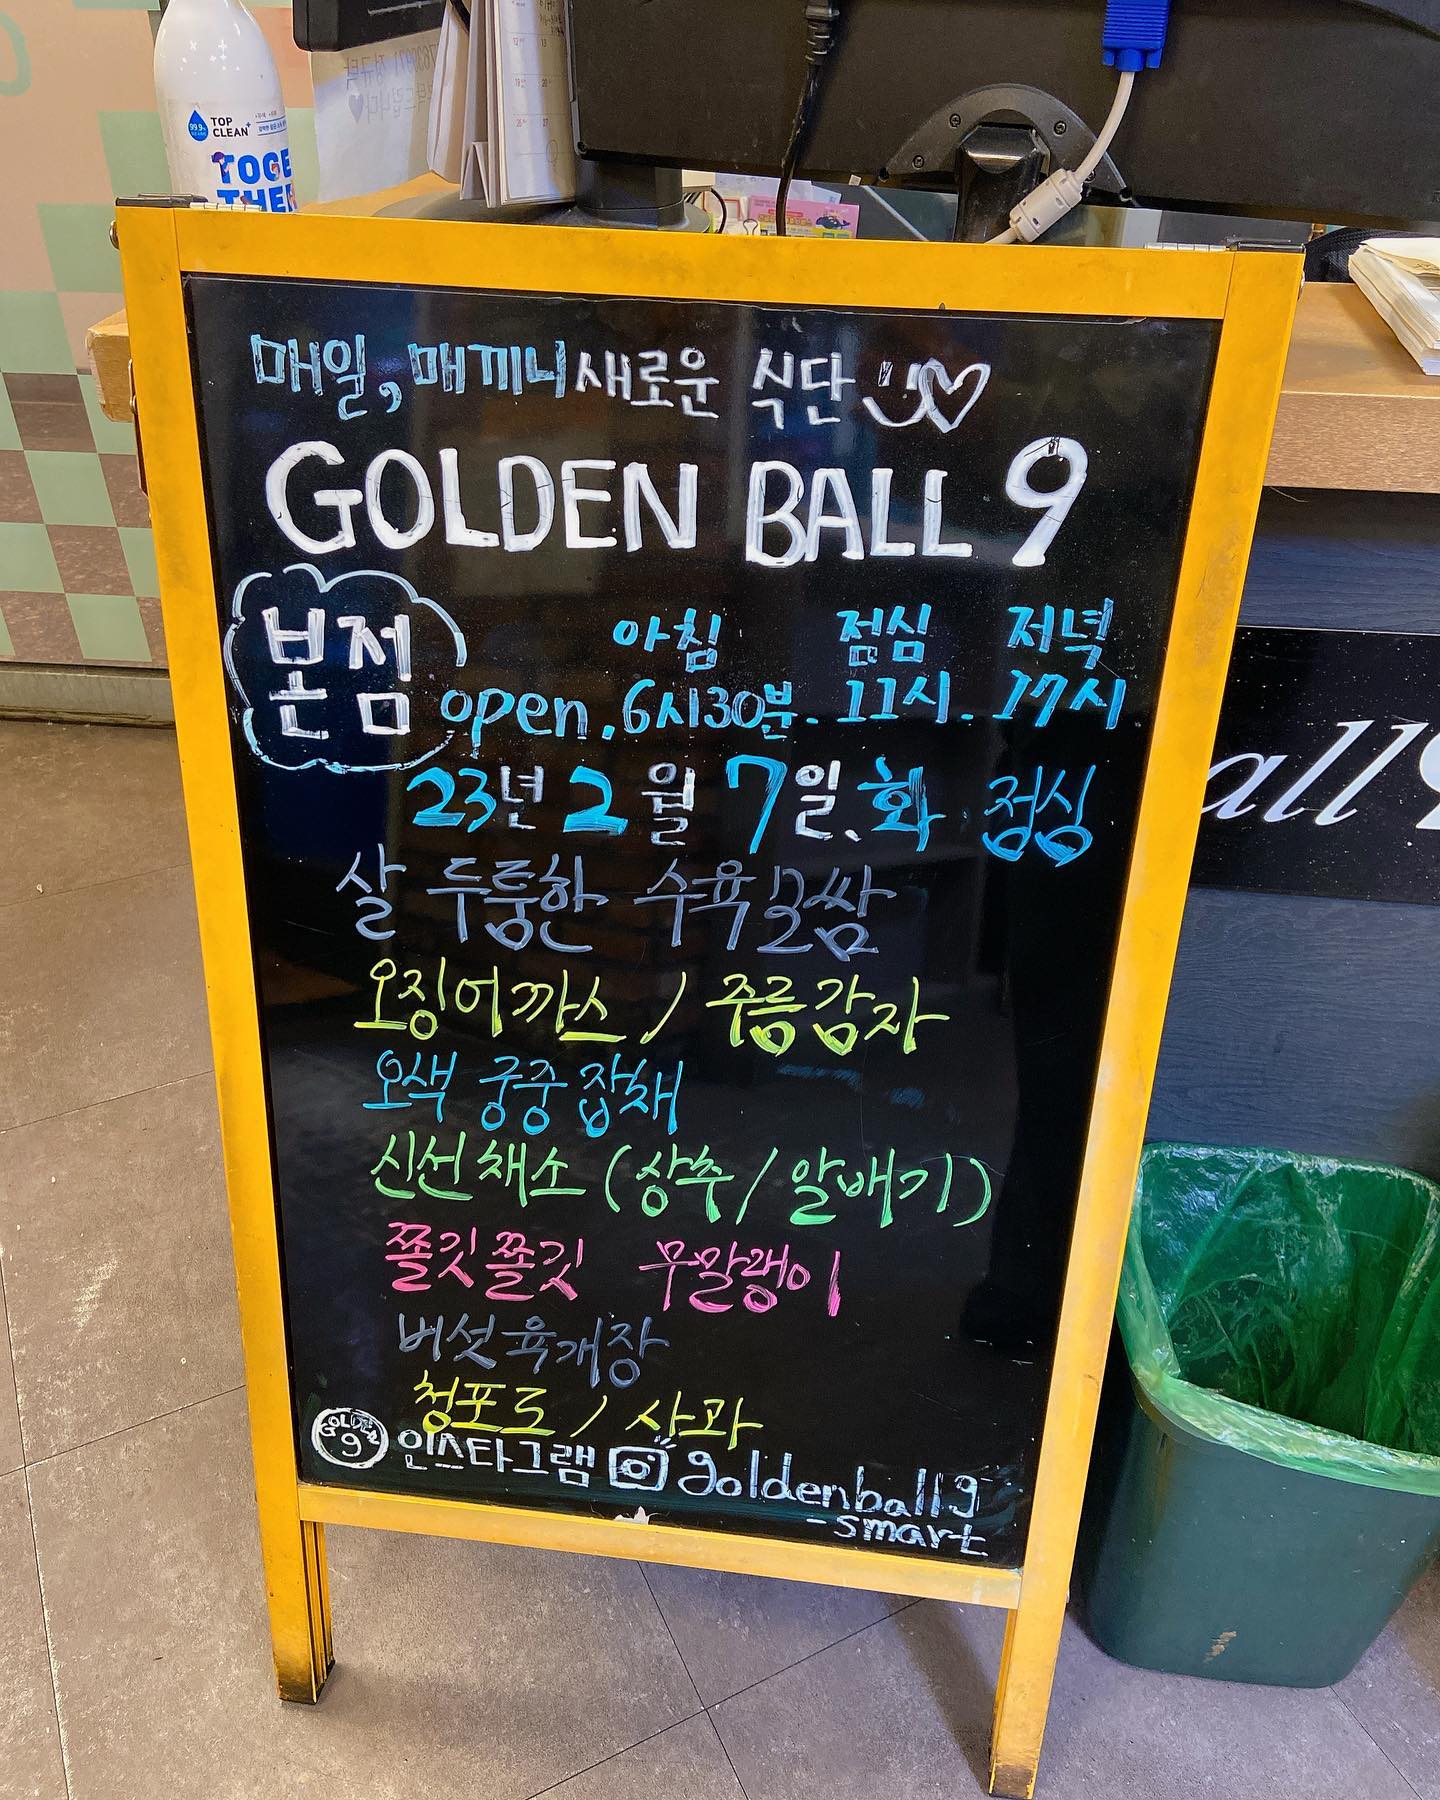 99.9%
TOP
CLEAN+
TOGE
THER
매일, 매끼니 새로운 식단
GOLDEN BALL 9
본점
아침 점심 저녁
open. 6시30분. 11시. 17시
23년 2월 7일. 화. 점심
살 두툼한 수육보쌈
오징어까스 / 주름감자
오색 궁중잡채
신선채소 (상추/알배기)
쫄깃쫄깃 무말랭이
버섯육개장
청포도 / 사과
GOLDEN 9
인스타그램 goldenball9
-smart
all9